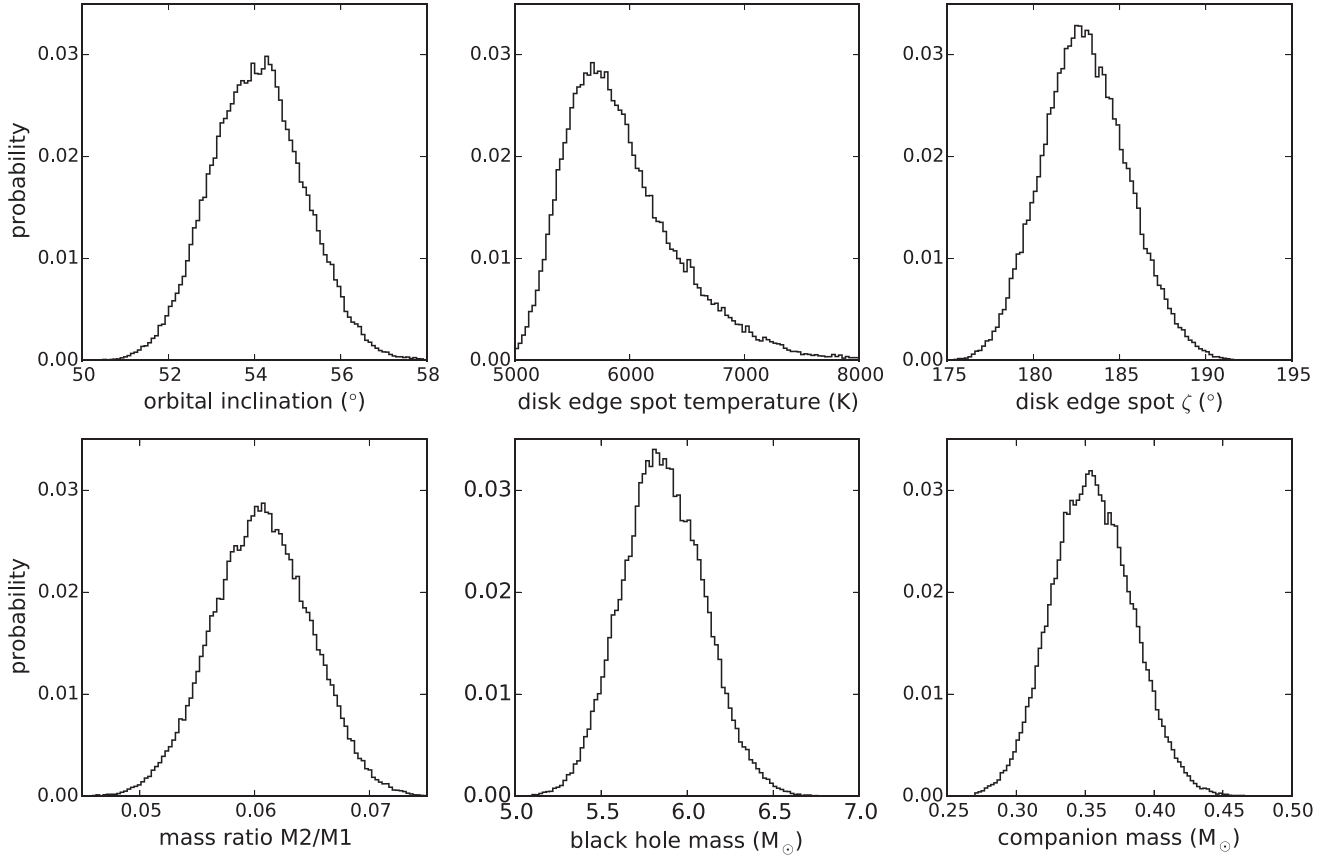 probability
0.03
0.02
0.01
0.00
50 52 54 56 58
orbital inclination (°)
0.03
0.02
0.01
0.00
5000 6000 7000 8000
disk edge spot temperature (K)
0.03
0.02
0.01
0.00
175 180 185 190 195
disk edge spot ζ (°)
probability
0.03
0.02
0.01
0.00
0.05 0.06 0.07
mass ratio M2/M1
0.03
0.02
0.01
0.00
5.0 5.5 6.0 6.5 7.0
black hole mass (M⊙)
0.03
0.02
0.01
0.00
0.25 0.30 0.35 0.40 0.45 0.50
companion mass (M⊙)